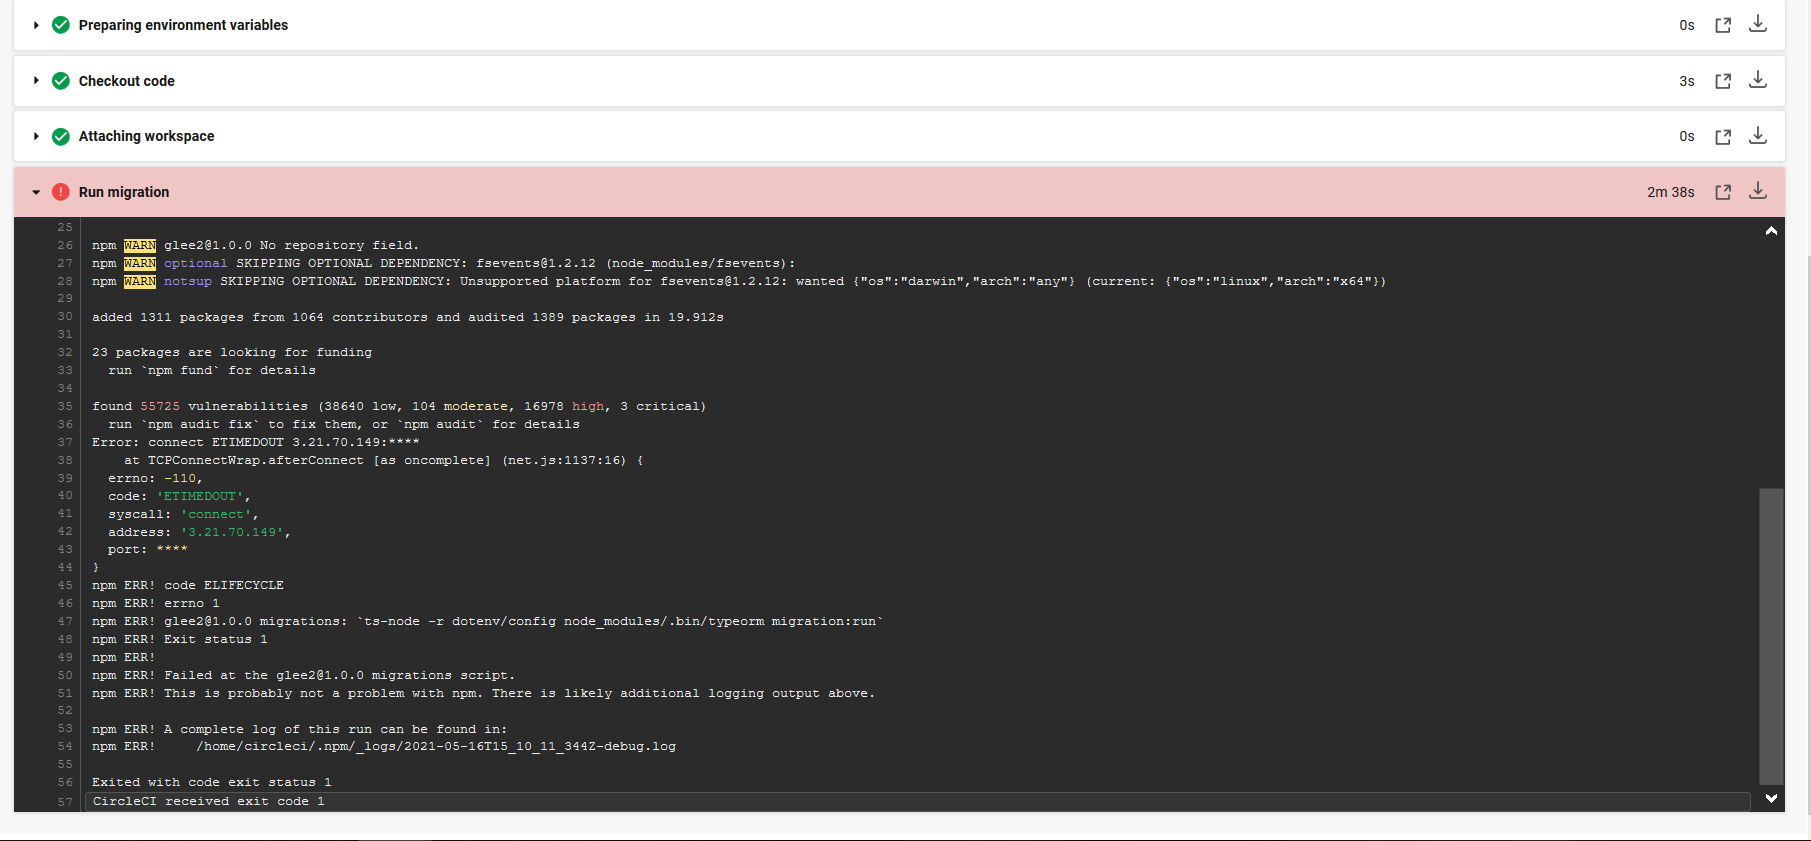 Preparing environment variables 0s
Checkout code 3s
Attaching workspace 0s
Run migration 2m 38s
25
26 npm WARN glee2@1.0.0 No repository field.
27 npm WARN optional SKIPPING OPTIONAL DEPENDENCY: fsevents@1.2.12 (node_modules/fsevents):
28 npm WARN notsup SKIPPING OPTIONAL DEPENDENCY: Unsupported platform for fsevents@1.2.12: wanted {"os":"darwin","arch":"any"} (current: {"os":"linux","arch":"x64"})
29
30 added 1311 packages from 1064 contributors and audited 1389 packages in 19.912s
31
32 23 packages are looking for funding
33   run `npm fund` for details
34
35 found 55725 vulnerabilities (38640 low, 104 moderate, 16978 high, 3 critical)
36   run `npm audit fix` to fix them, or `npm audit` for details
37 Error: connect ETIMEDOUT 3.21.70.149:****
38     at TCPConnectWrap.afterConnect [as oncomplete] (net.js:1137:16) {
39   errno: -110,
40   code: 'ETIMEDOUT',
41   syscall: 'connect',
42   address: '3.21.70.149',
43   port: ****
44 }
45 npm ERR! code ELIFECYCLE
46 npm ERR! errno 1
47 npm ERR! glee2@1.0.0 migrations: `ts-node -r dotenv/config node_modules/.bin/typeorm migration:run`
48 npm ERR! Exit status 1
49 npm ERR!
50 npm ERR! Failed at the glee2@1.0.0 migrations script.
51 npm ERR! This is probably not a problem with npm. There is likely additional logging output above.
52
53 npm ERR! A complete log of this run can be found in:
54 npm ERR!     /home/circleci/.npm/_logs/2021-05-16T15_10_11_344Z-debug.log
55
56 Exited with code exit status 1
57 CircleCI received exit code 1